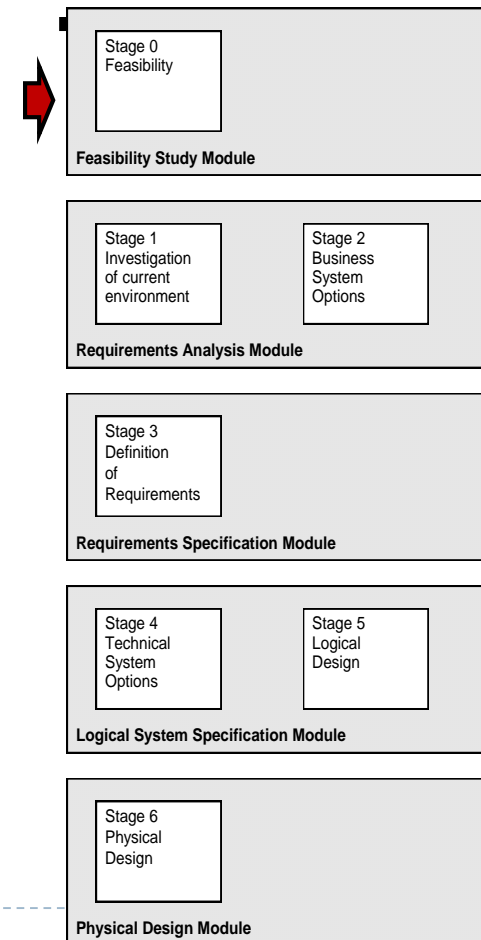 Stage 0
Feasibility
Feasibility Study Module
Stage 1
Investigation
of current
environment
Stage 2
Business
System
Options
Requirements Analysis Module
Stage 3
Definition
of
Requirements
Requirements Specification Module
Stage 4
Technical
System
Options
Stage 5
Logical
Design
Logical System Specification Module
Stage 6
Physical
Design
Physical Design Module